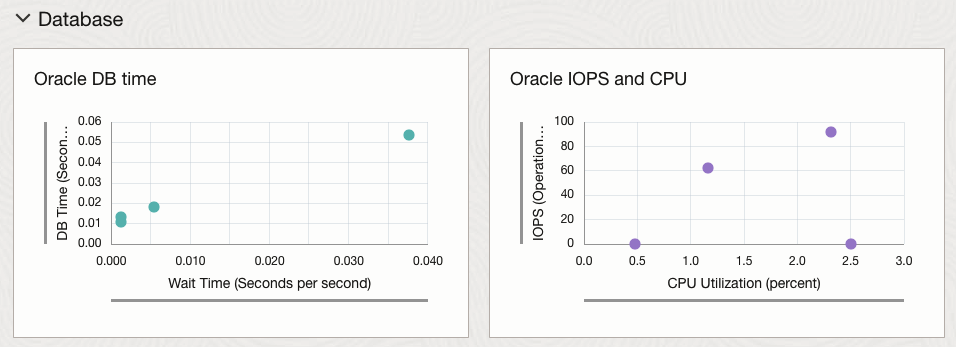 Database
Oracle DB time
DB Time (Secon...
0.06
0.05
0.04
0.03
0.02
0.01
0.00
0.000 0.010 0.020 0.030 0.040
Wait Time (Seconds per second)
Oracle IOPS and CPU
IOPS (Operation...
100
80
60
40
20
0
0.0 0.5 1.0 1.5 2.0 2.5 3.0
CPU Utilization (percent)